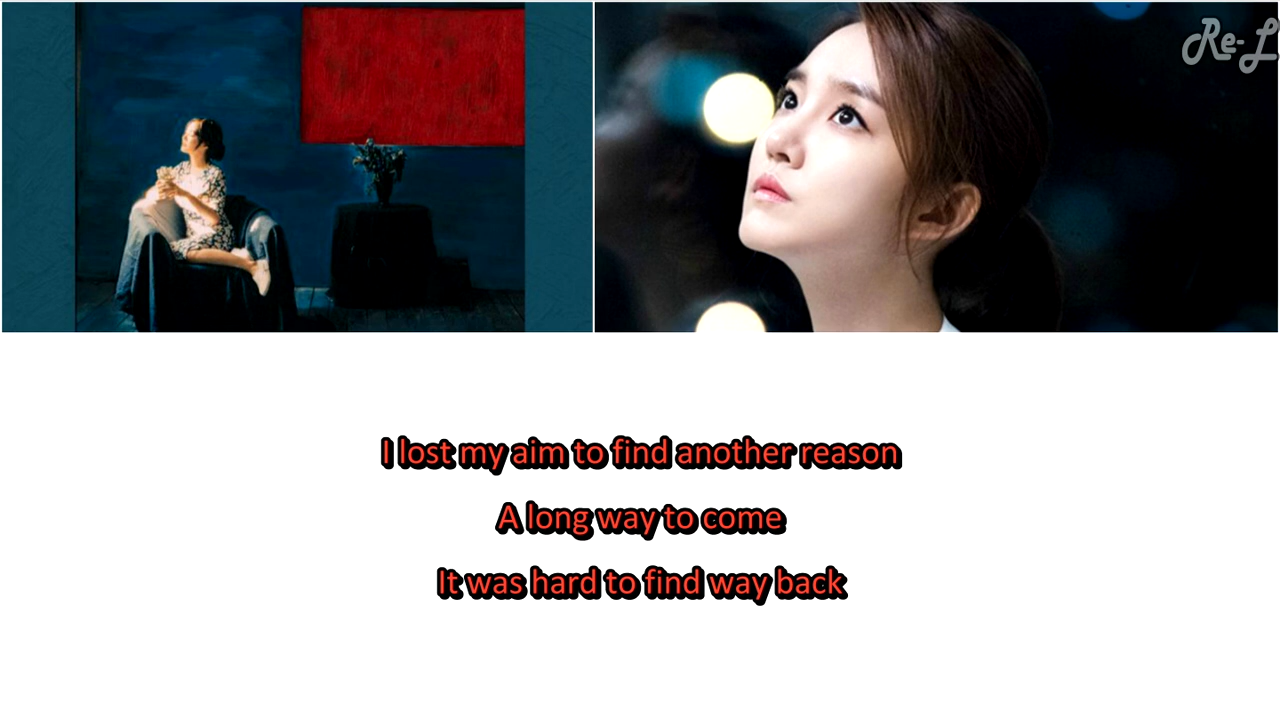 Re-L
I lost my aim to find another reason
A long way to come
It was hard to find way back